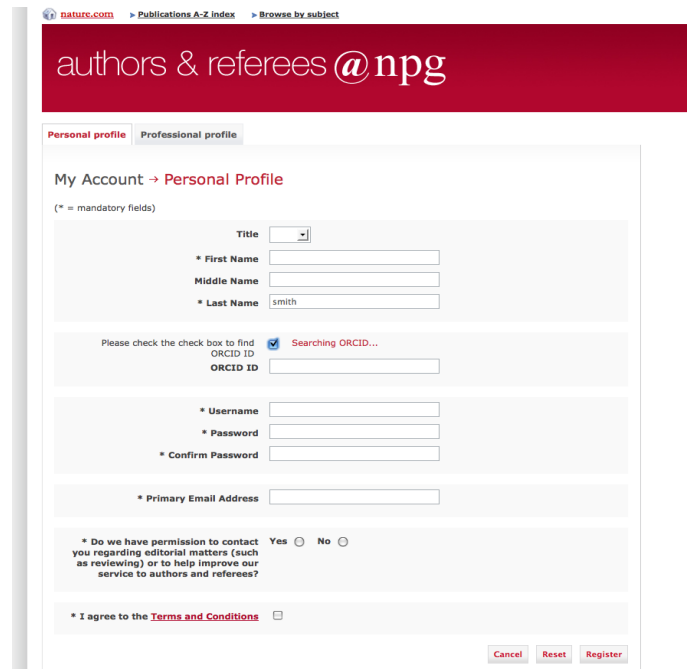 nature.com Publications A-Z index Browse by subject
authors & referees @ npg
Personal profile Professional profile
My Account → Personal Profile
(* = mandatory fields)
Title
* First Name
Middle Name
* Last Name smith
Please check the check box to find Searching ORCID...
ORCID ID
ORCID ID
* Username
* Password
* Confirm Password
* Primary Email Address
* Do we have permission to contact Yes No
you regarding editorial matters (such
as reviewing) or to help improve our
service to authors and referees?
* I agree to the Terms and Conditions
Cancel Reset Register